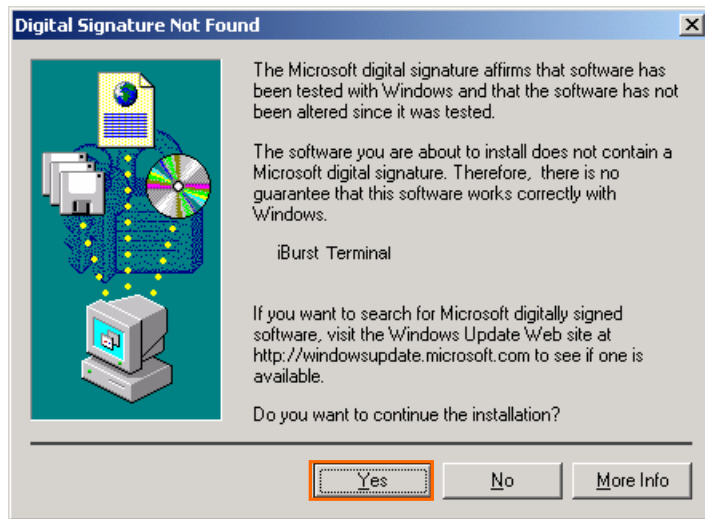 Digital Signature Not Found
The Microsoft digital signature affirms that software has
been tested with Windows and that the software has not
been altered since it was tested.
The software you are about to install does not contain a
Microsoft digital signature. Therefore, there is no
guarantee that this software works correctly with
Windows.
iBurst Terminal
If you want to search for Microsoft digitally signed
software, visit the Windows Update Web site at
http://windowsupdate.microsoft.com to see if one is
available.
Do you want to continue the installation?
Yes No More Info